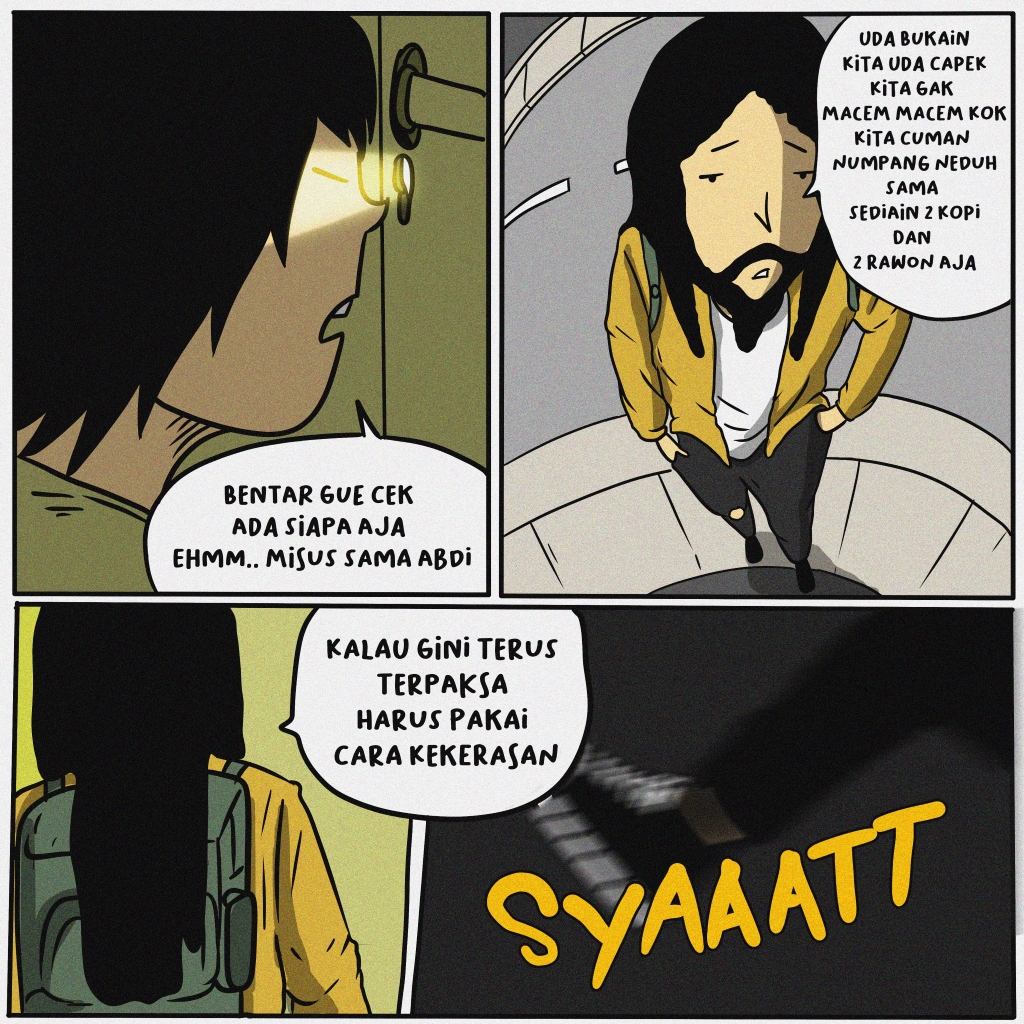 BENTAR GUE CEK
ADA SiAPA AJA
EHMM.. MiSUS SAMA ABDi
UDA BUKAiN
KiTA UDA CAPEK
KiTA GAK
MACEM MACEM KOK
KiTA CUMAN
NUMPANG NEDUH
SAMA
SEDiAiN 2 KOPi
DAN
2 RAWON AJA
KALAU GiNi TERUS
TERPAKSA
HARUS PAKAi
CARA KEKERASAN
SYAAATT